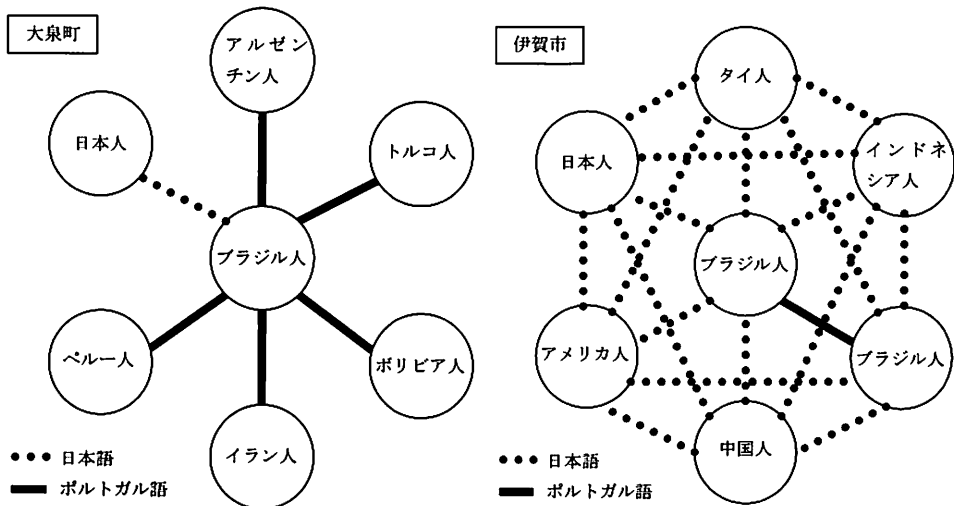 大泉町
アルゼン
チン人
日本人
トルコ人
ブラジル人
ペルー人
ボリビア人
イラン人
日本語
ポルトガル語
伊賀市
タイ人
日本人
インドネ
シア人
ブラジル人
アメリカ人
ブラジル人
中国人
日本語
ポルトガル語